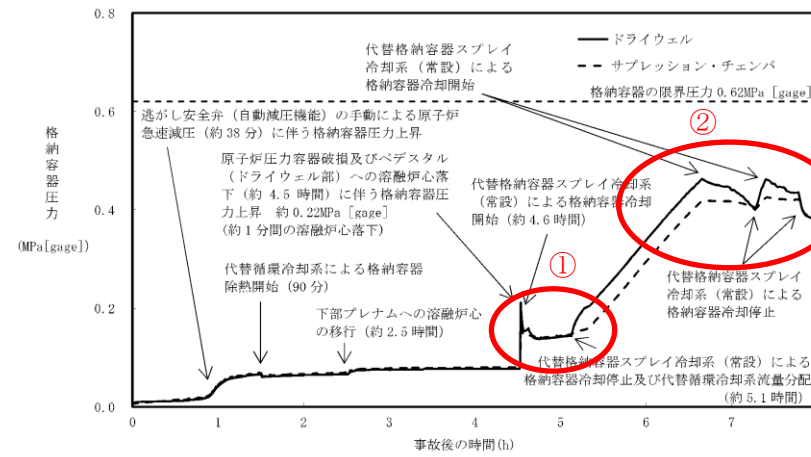 0.8
0.6
0.4
0.2
0.0
格納容器圧力
(MPa[gage])
代替格納容器スプレイ
冷却系（常設）による
格納容器冷却開始
ドライウェル
サプレッション・チェンバ
格納容器の限界圧力 0.62MPa [gage]
逃がし安全弁（自動減圧機能）の手動による原子炉
急速減圧（約38分）に伴う格納容器圧力上昇
原子炉圧力容器破損及びペデスタル
（ドライウェル部）への溶融炉心落
下（約 4.5 時間）に伴う格納容器圧
力上昇 約 0.22MPa [gage]
(約１分間の溶融炉心落下)
代替格納容器スプレイ冷却系
（常設）による格納容器冷却
開始（約4.6時間）
②
代替循環冷却系による格納容器
除熱開始（90 分）
下部プレナムへの溶融炉心
の移行（約 2.5 時間）
①
代替格納容器スプレイ
冷却系（常設）による
格納容器冷却停止
代替格納容器スプレイ冷却系（常設）による
格納容器冷却停止及び代替循環冷却系流量分配
（約 5.1 時間）
0 1 2 3 4 5 6 7
事故後の時間(h)